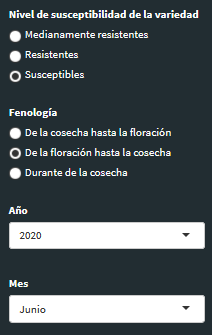 Nivel de susceptibilidad de la variedad
Medianamente resistentes
Resistentes
Susceptibles
Fenología
De la cosecha hasta la floración
De la floración hasta la cosecha
Durante de la cosecha
Año
2020
Mes
Junio